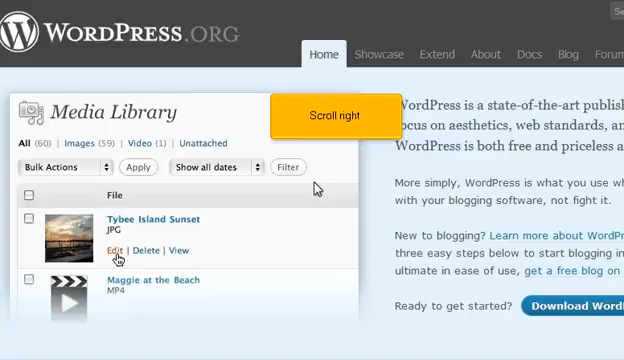 Se
WORDPRESS.ORG
Home Showcase Extend About Docs Blog Forum
Media Library
Scroll right
All (60) | Images (59) | Video (1) | Unattached
Bulk Actions Apply Show all dates Filter
File
Tybee Island Sunset
JPG
Edit | Delete | View
Maggie at the Beach
MP4
WordPress is a state-of-the-art publis
focus on aesthetics, web standards, an
WordPress is both free and priceless a
More simply, WordPress is what you use wh
with your blogging software, not fight it.
New to blogging? Learn more about WordPr
three easy steps below to start blogging in
ultimate in ease of use, get a free blog on
Ready to get started? Download Word